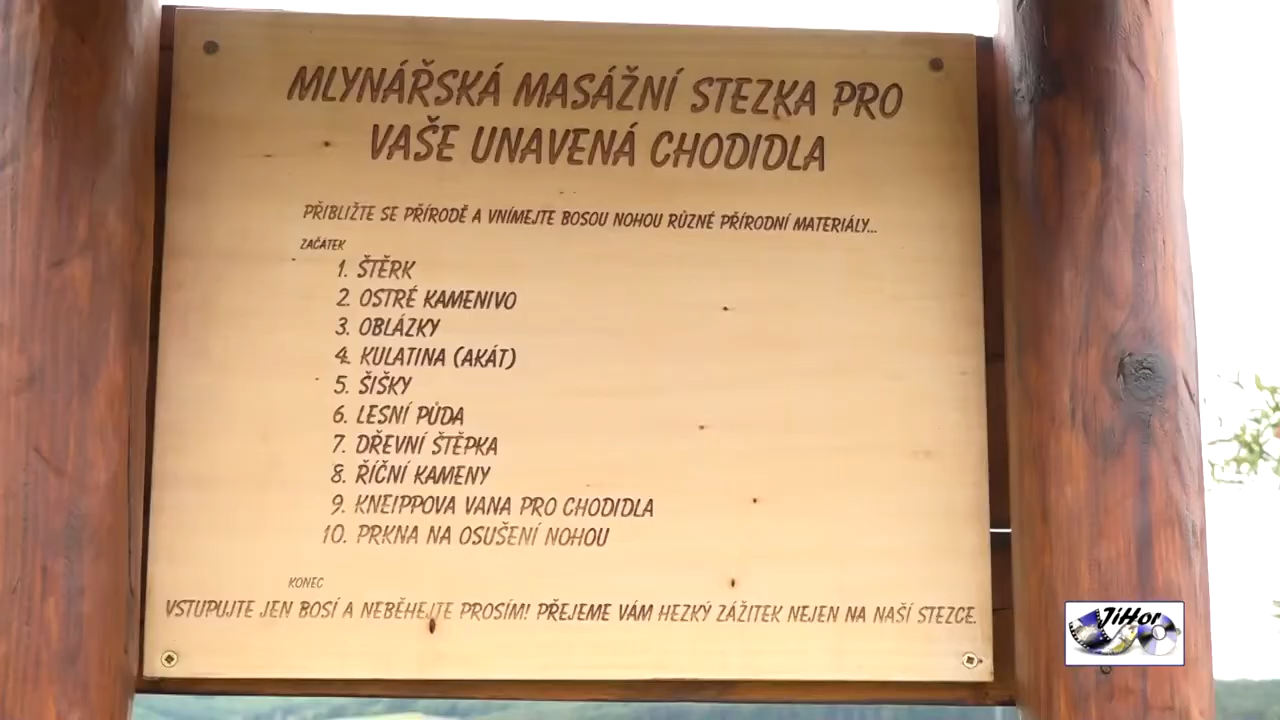 MLYNÁŘSKÁ MASÁŽNÍ STEZKA PRO
VAŠE UNAVENÁ CHODIDLA
PŘIBLIŽTE SE PŘÍRODĚ A VNÍMEJTE BOSOU NOHOU RŮZNÉ PŘÍRODNÍ MATERIÁLY...
ZAČÁTEK
1. ŠTĚRK
2. OSTRÉ KAMENIVO
3. OBLÁZKY
4. KULATINA (AKÁT)
5. ŠIŠKY
6. LESNÍ PŮDA
7. DŘEVNÍ ŠTĚPKA
8. ŘÍČNÍ KAMENY
9. KNEIPPOVA VANA PRO CHODIDLA
10. PRKNA NA OSUŠENÍ NOHOU
KONEC
VSTUPUJTE JEN BOSÍ A NEBĚHEJTE PROSÍM! PŘEJEME VÁM HEZKÝ ZÁŽITEK NEJEN NA NAŠÍ STEZCE.
JiHor